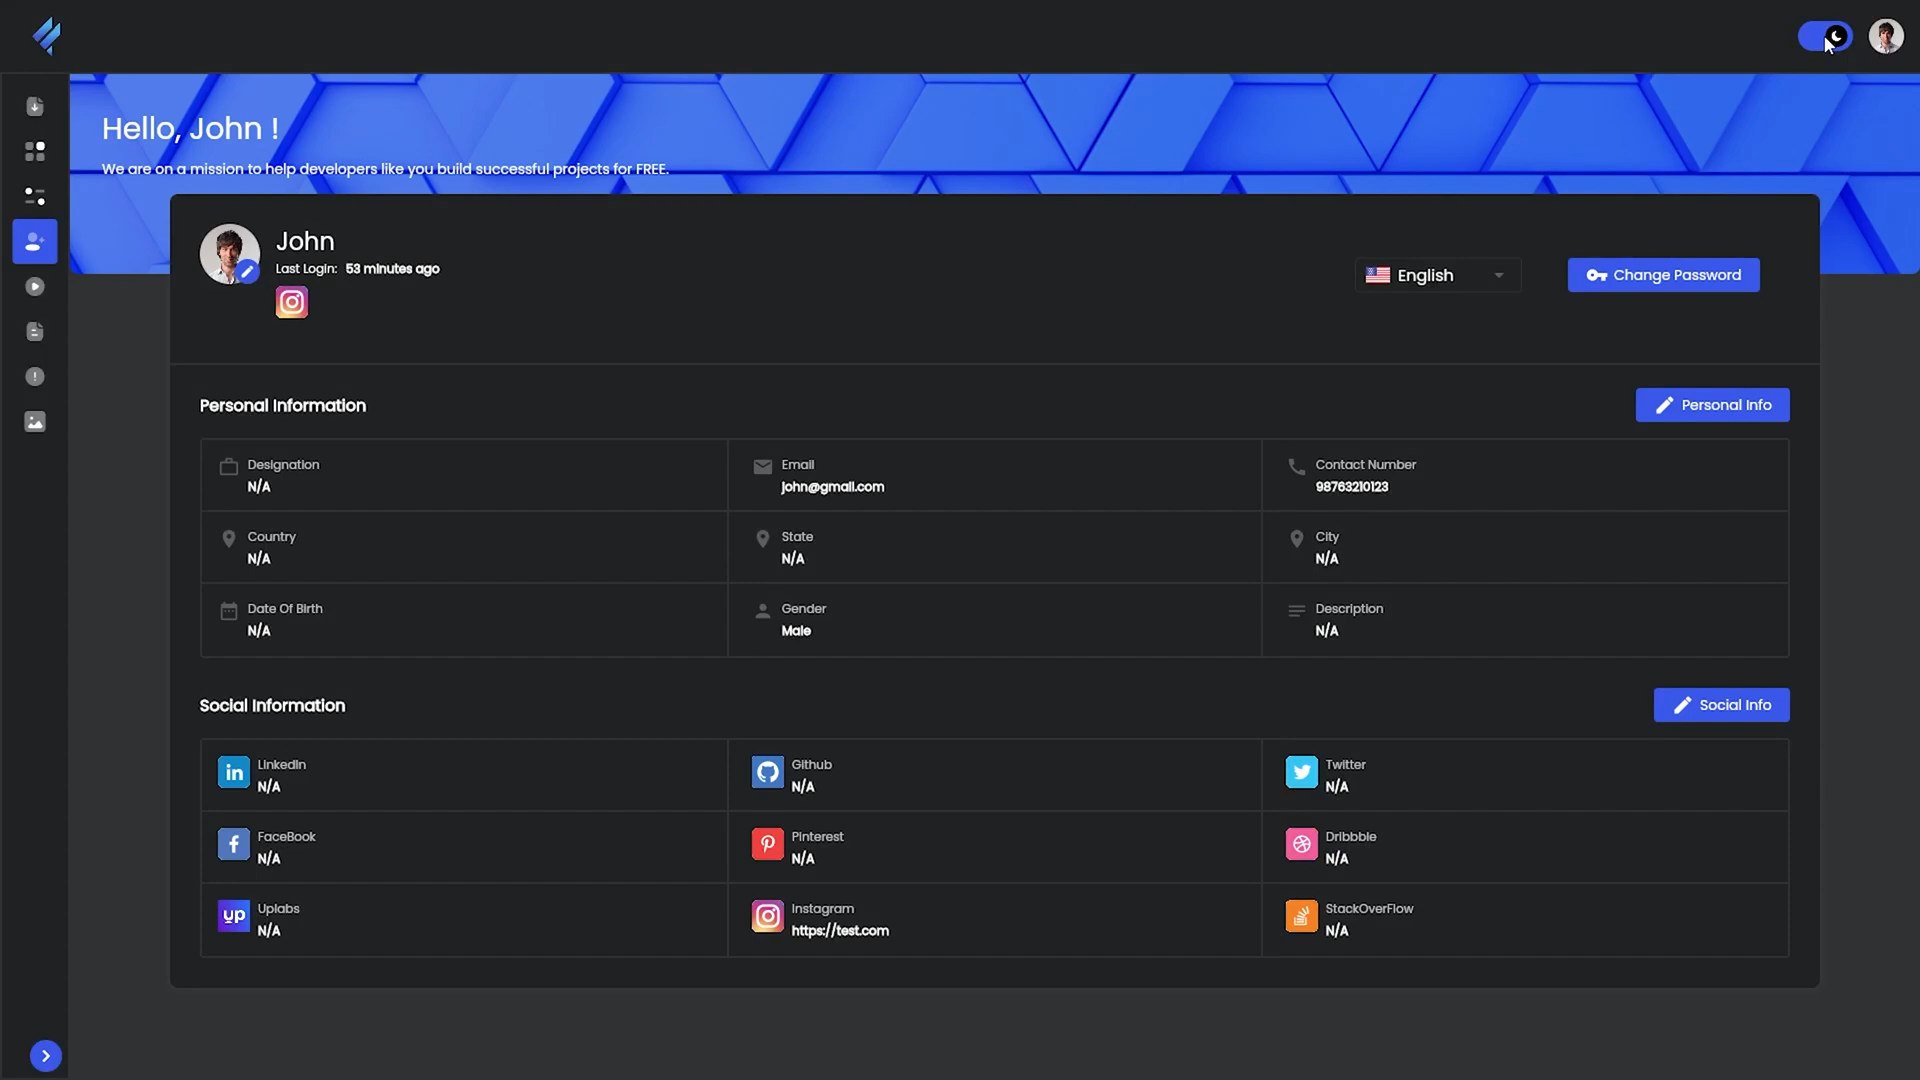 Hello, John !
We are on a mission to help developers like you build successful projects for FREE.
John
Last Login: 53 minutes ago
English
Change Password
Personal Information
Personal Info
Designation
N/A
Email
john@gmail.com
Contact Number
98763210123
Country
N/A
State
N/A
City
N/A
Date Of Birth
N/A
Gender
Male
Description
N/A
Social Information
Social Info
in
LinkedIn
N/A
Github
N/A
Twitter
N/A
FaceBook
N/A
Pinterest
N/A
Dribbble
N/A
up
Uplabs
N/A
Instagram
https://test.com
StackOverFlow
N/A